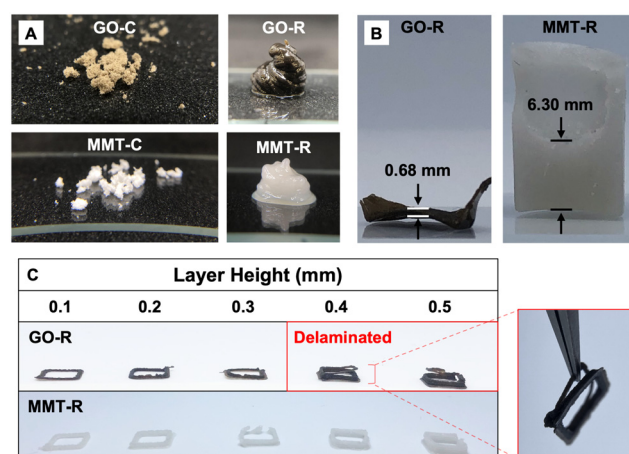 A
GO-C
GO-R
MMT-C
MMT-R
B
GO-R
MMT-R
0.68 mm
6.30 mm
C
Layer Height (mm)
0.1 0.2 0.3 0.4 0.5
GO-R
Delaminated
MMT-R